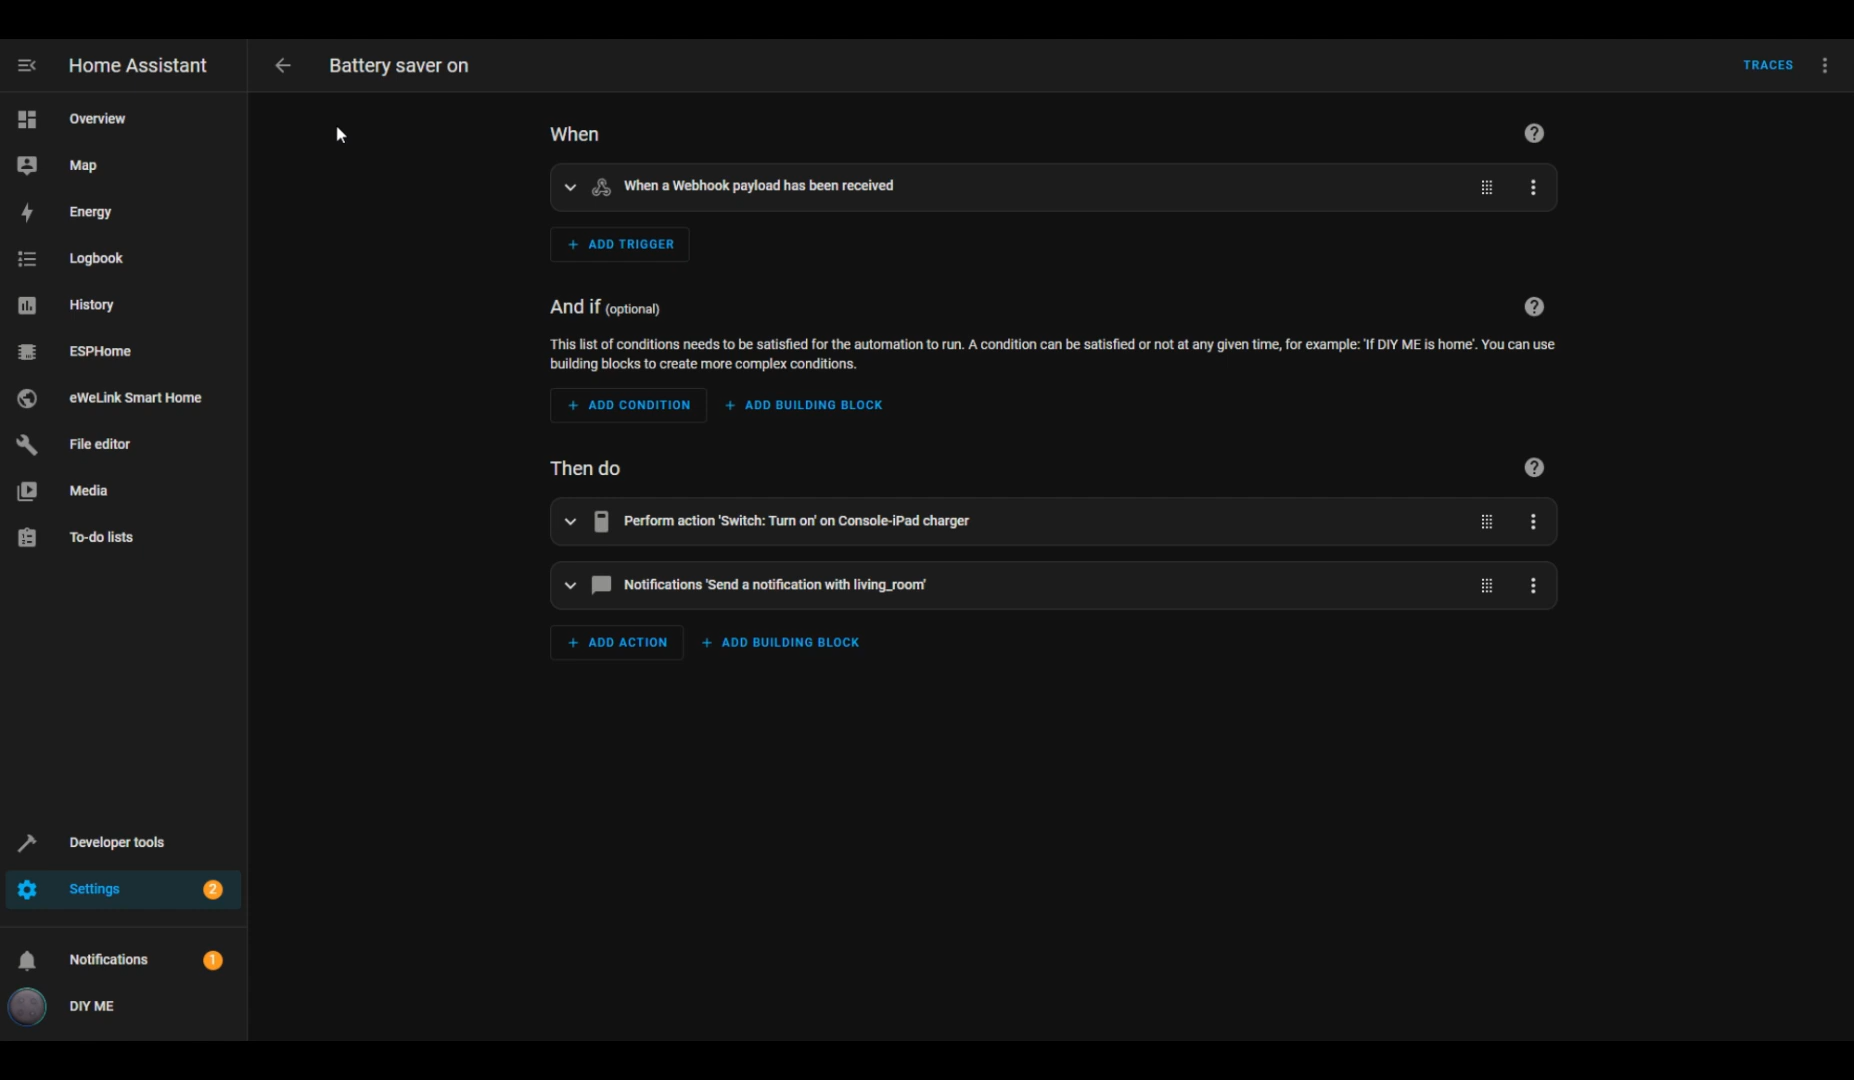 Home Assistant
Battery saver on
TRACES
Overview
Map
Energy
Logbook
History
ESPHome
eWeLink Smart Home
File editor
Media
To-do lists
Developer tools
Settings 2
Notifications 1
DIY ME
When
When a Webhook payload has been received
+ ADD TRIGGER
And if (optional)
This list of conditions needs to be satisfied for the automation to run. A condition can be satisfied or not at any given time, for example: 'If DIY ME is home'. You can use
building blocks to create more complex conditions.
+ ADD CONDITION + ADD BUILDING BLOCK
Then do
Perform action 'Switch: Turn on' on Console-iPad charger
Notifications 'Send a notification with living_room'
+ ADD ACTION + ADD BUILDING BLOCK